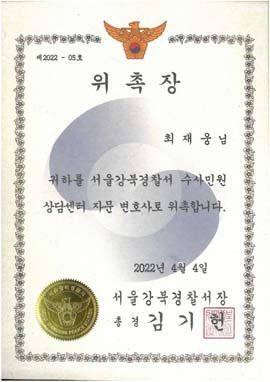 제2022 - 05호
위 촉 장
최 재 웅 님
귀하를 서울강북경찰서 수사민원
상담센터 자문 변호사로 위촉합니다.
2022년 4월 4일
서울강북경찰서장
총 경 김 기 헌